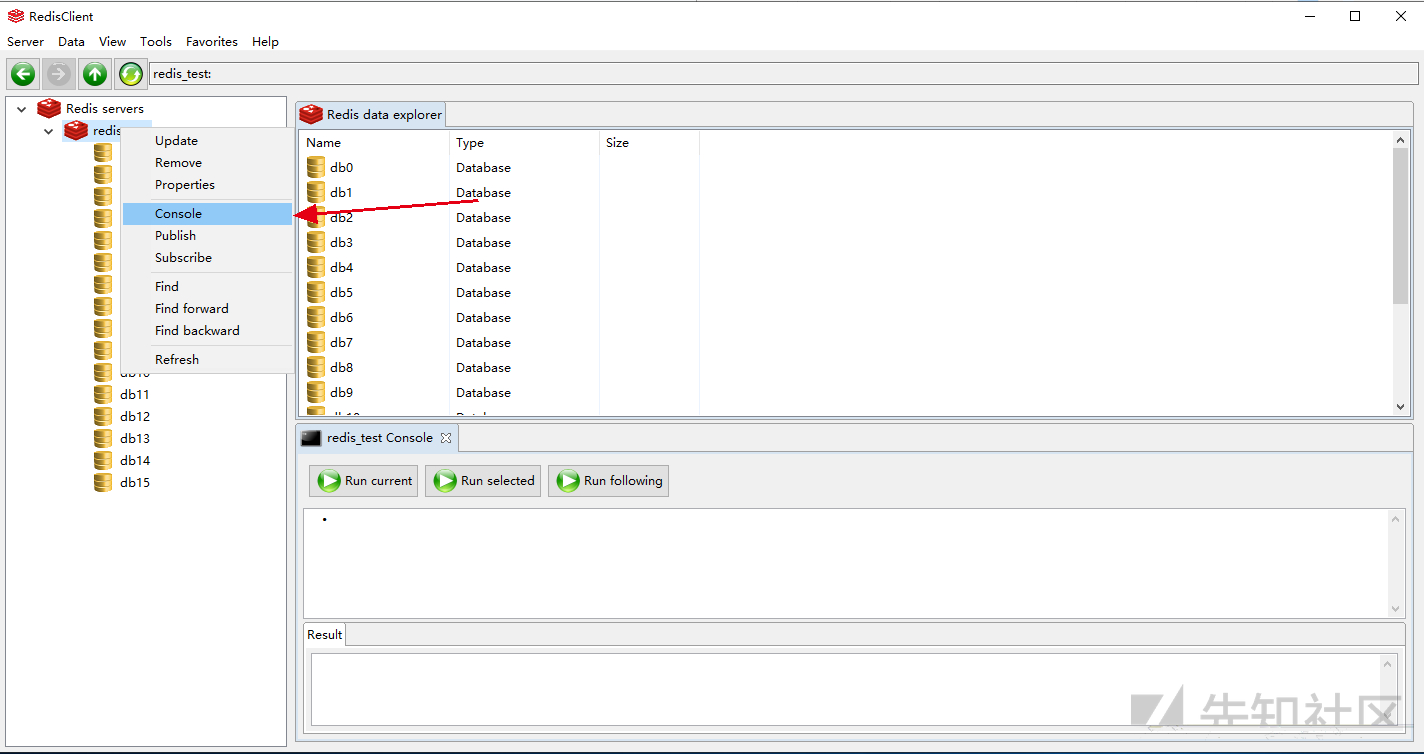 RedisClient
Server Data View Tools Favorites Help
redis_test:
Redis servers
redis
Update
Remove
Properties
Console
Publish
Subscribe
Find
Find forward
Find backward
Refresh
db10
db11
db12
db13
db14
db15
Redis data explorer
Name Type Size
db0 Database
db1 Database
db2 Database
db3 Database
db4 Database
db5 Database
db6 Database
db7 Database
db8 Database
db9 Database
db10 Database
redis_test Console
Run current Run selected Run following
Result
先知社区